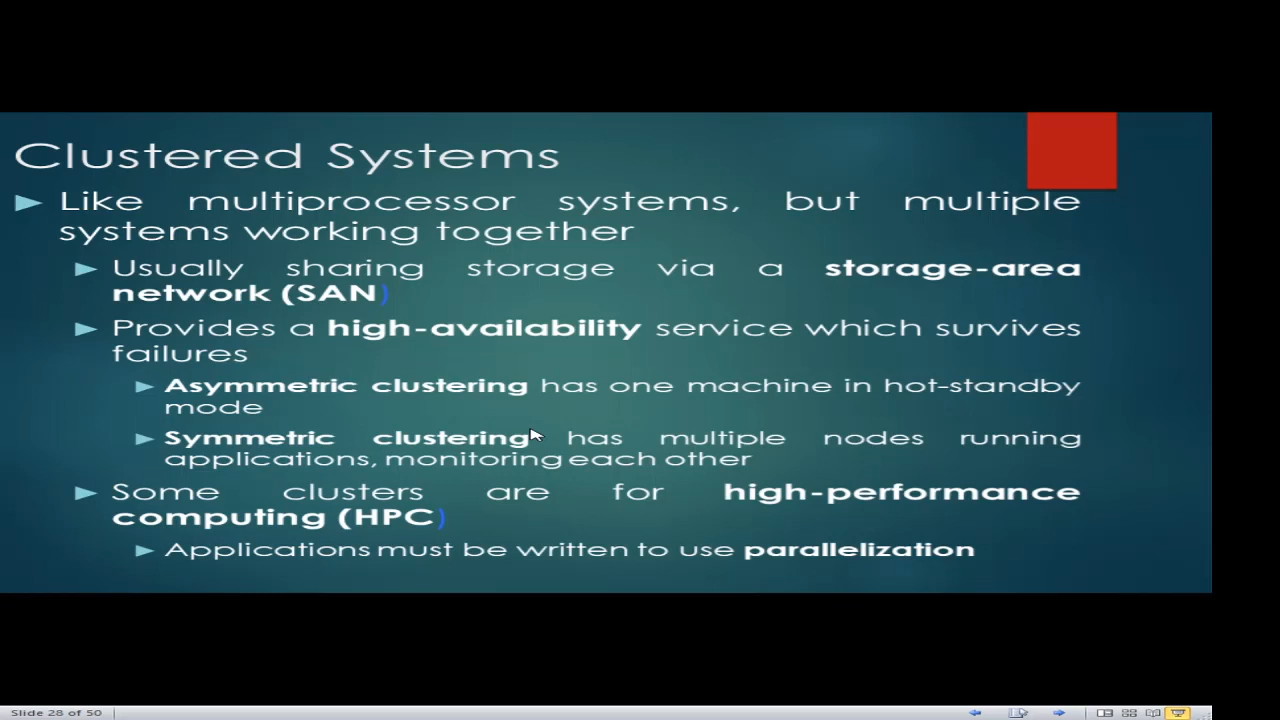 Clustered Systems
Like multiprocessor systems, but multiple
systems working together
Usually sharing storage via a storage-area
network (SAN)
Provides a high-availability service which survives
failures
Asymmetric clustering has one machine in hot-standby
mode
Symmetric clustering has multiple nodes running
applications, monitoring each other
Some clusters are for high-performance
computing (HPC)
Applications must be written to use parallelization
Slide 28 of 50